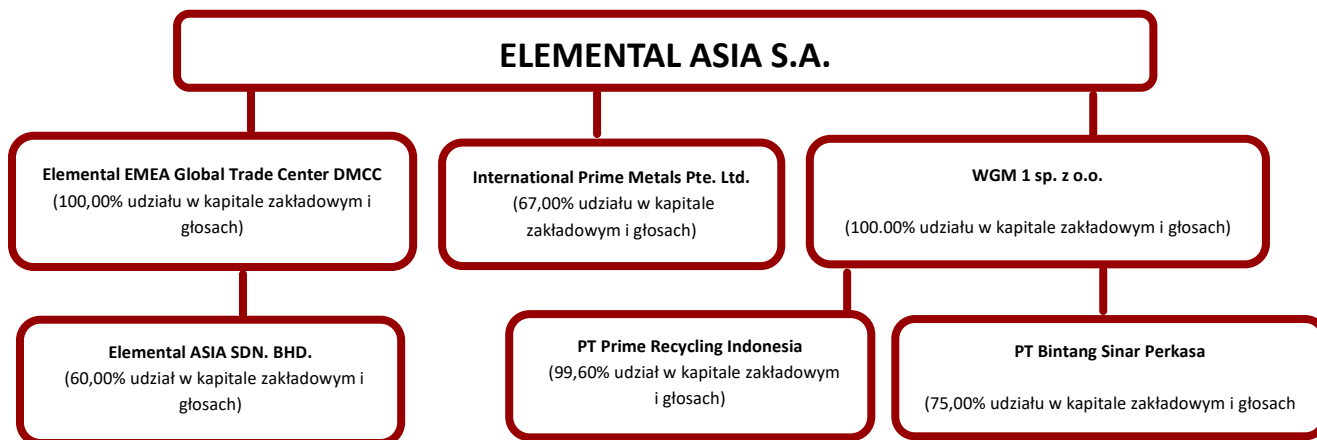 ELEMENTAL ASIA S.A.
Elemental EMEA Global Trade Center DMCC
(100,00% udziału w kapitale zakładowym i
głosach)
International Prime Metals Pte. Ltd.
(67,00% udziału w kapitale
zakładowym i głosach)
WGM 1 sp. z o.o.
(100.00% udziału w kapitale zakładowym i głosach)
Elemental ASIA SDN. BHD.
(60,00% udział w kapitale zakładowym i
głosach)
PT Prime Recycling Indonesia
(99,60% udział w kapitale zakładowym
i głosach)
PT Bintang Sinar Perkasa
(75,00% udziału w kapitale zakładowym i głosach